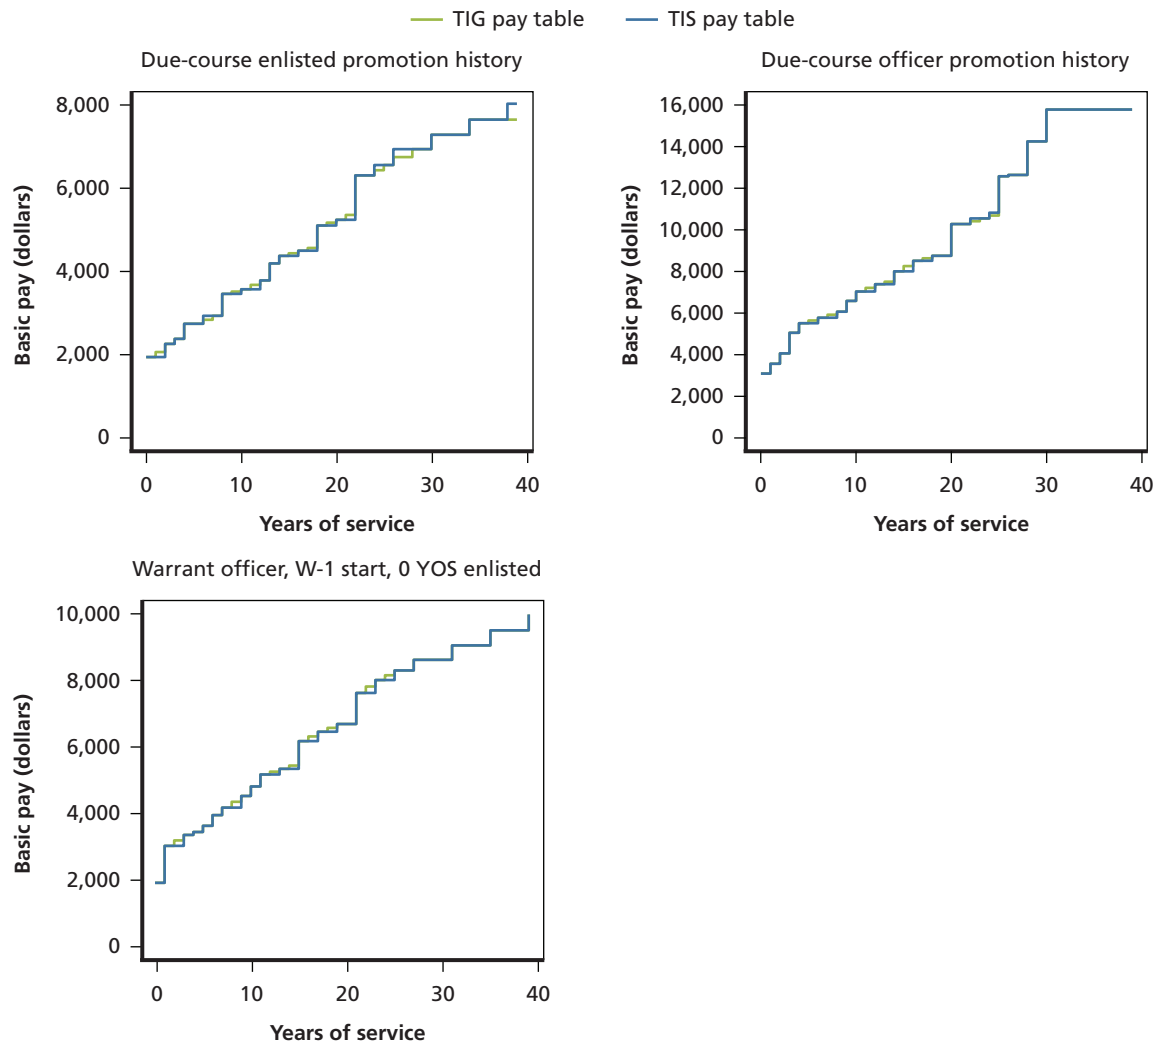 TIG pay table TIS pay table
Due-course enlisted promotion history
8,000
6,000
4,000
2,000
0
Basic pay (dollars)
0 10 20 30 40
Years of service
Due-course officer promotion history
16,000
14,000
12,000
10,000
8,000
6,000
4,000
2,000
0
Basic pay (dollars)
0 10 20 30 40
Years of service
Warrant officer, W-1 start, 0 YOS enlisted
10,000
8,000
6,000
4,000
2,000
0
Basic pay (dollars)
0 10 20 30 40
Years of service